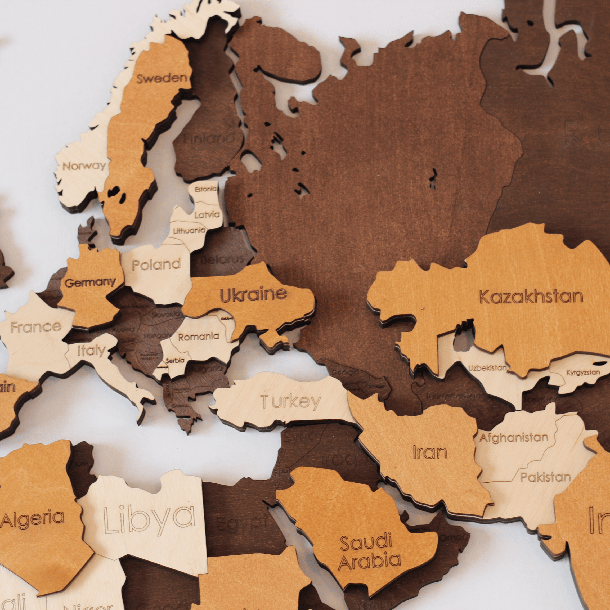 Sweden
Finland
Norway
Estonia
Latvia
Lithuania
Belarus
Poland
Germany
Ukraine
Kazakhstan
France
Italy
Romania
Serbia
Uzbekistan
Kyrgyzstan
ain
Turkey
Iran
Afghanistan
Pakistan
Algeria
Libya
Egypt
In
Saudi
Arabia
ali
Niger